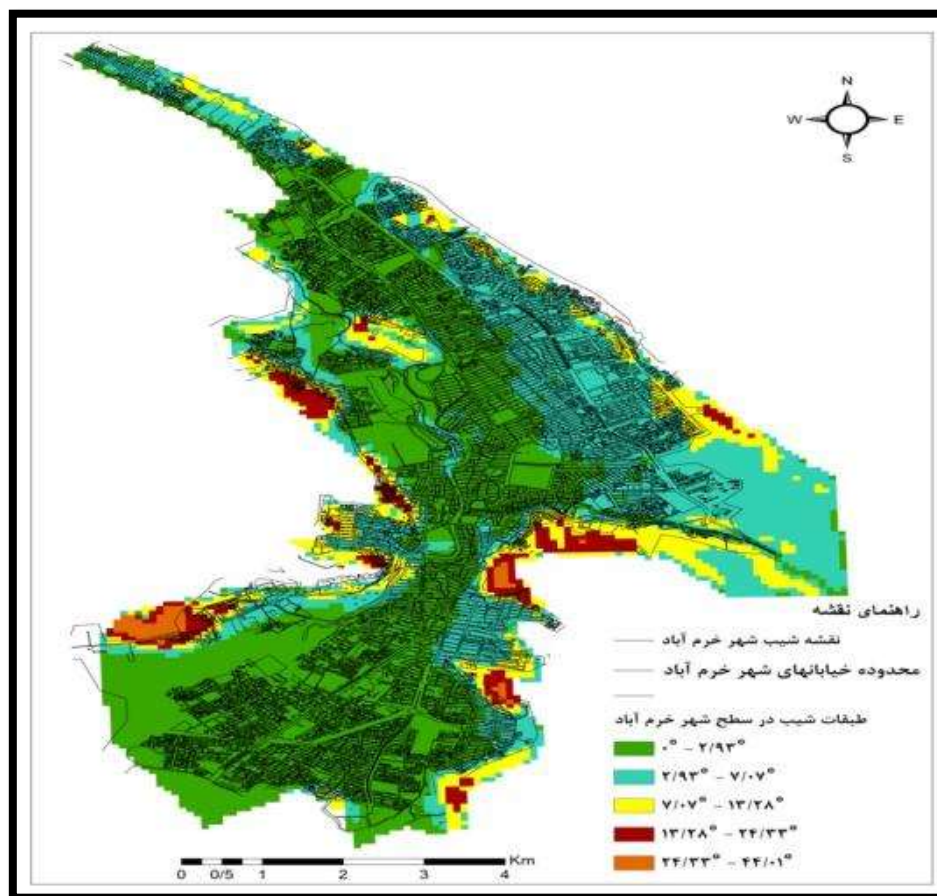 N
W E
S
راهنمای نقشه
نقشه شیب شهر خرم آباد
محدوده خیابانهای شهر خرم آباد
طبقات شیب در سطح شهر خرم آباد
۰° - ۲/۹۳°
۲/۹۳° - ۷/۰۷°
۷/۰۷° - ۱۳/۲۸°
۱۳/۲۸° - ۲۴/۳۳°
۲۴/۳۳° - ۴۴/۰۱°
Km
0 0/5 1 2 3 4